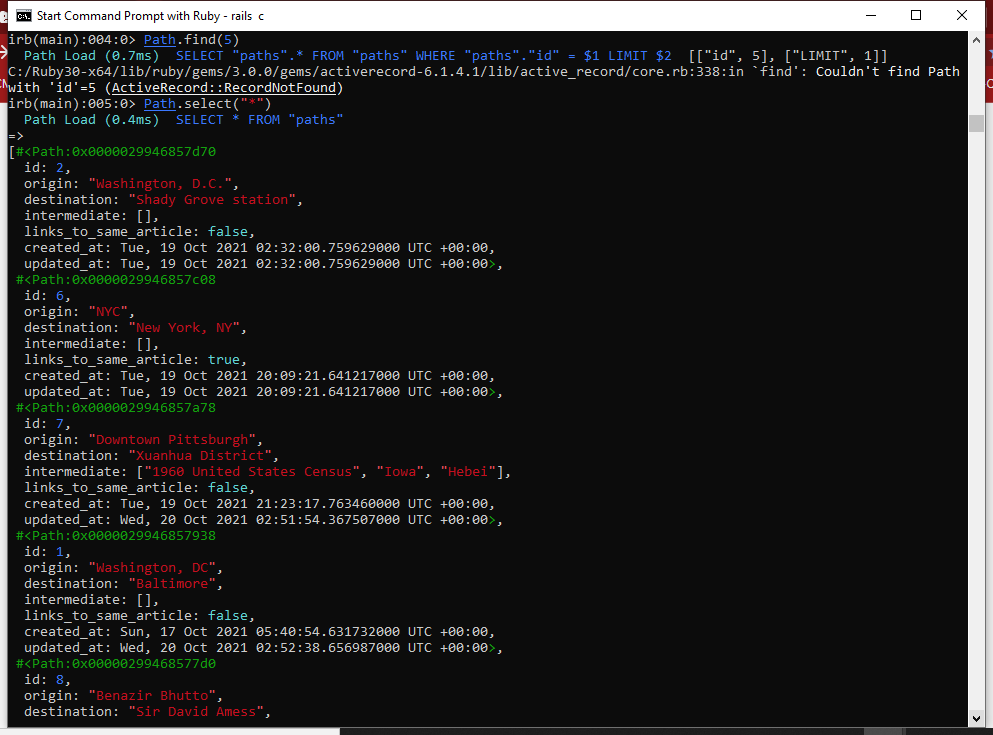 Start Command Prompt with Ruby - rails c
irb(main):004:0> Path.find(5)
  Path Load (0.7ms)  SELECT "paths".* FROM "paths" WHERE "paths"."id" = $1 LIMIT $2  [["id", 5], ["LIMIT", 1]]
C:/Ruby30-x64/lib/ruby/gems/3.0.0/gems/activerecord-6.1.4.1/lib/active_record/core.rb:338:in `find': Couldn't find Path
with 'id'=5 (ActiveRecord::RecordNotFound)
irb(main):005:0> Path.select("*")
  Path Load (0.4ms)  SELECT * FROM "paths"
=>
[#<Path:0x0000029946857d70
  id: 2,
  origin: "Washington, D.C.",
  destination: "Shady Grove station",
  intermediate: [],
  links_to_same_article: false,
  created_at: Tue, 19 Oct 2021 02:32:00.759629000 UTC +00:00,
  updated_at: Tue, 19 Oct 2021 02:32:00.759629000 UTC +00:00>,
 #<Path:0x0000029946857c08
  id: 6,
  origin: "NYC",
  destination: "New York, NY",
  intermediate: [],
  links_to_same_article: true,
  created_at: Tue, 19 Oct 2021 20:09:21.641217000 UTC +00:00,
  updated_at: Tue, 19 Oct 2021 20:09:21.641217000 UTC +00:00>,
 #<Path:0x0000029946857a78
  id: 7,
  origin: "Downtown Pittsburgh",
  destination: "Xuanhua District",
  intermediate: ["1960 United States Census", "Iowa", "Hebei"],
  links_to_same_article: false,
  created_at: Tue, 19 Oct 2021 21:23:17.763460000 UTC +00:00,
  updated_at: Wed, 20 Oct 2021 02:51:54.367507000 UTC +00:00>,
 #<Path:0x0000029946857938
  id: 1,
  origin: "Washington, DC",
  destination: "Baltimore",
  intermediate: [],
  links_to_same_article: false,
  created_at: Sun, 17 Oct 2021 05:40:54.631732000 UTC +00:00,
  updated_at: Wed, 20 Oct 2021 02:52:38.656987000 UTC +00:00>,
 #<Path:0x00000299468577d0
  id: 8,
  origin: "Benazir Bhutto",
  destination: "Sir David Amess",